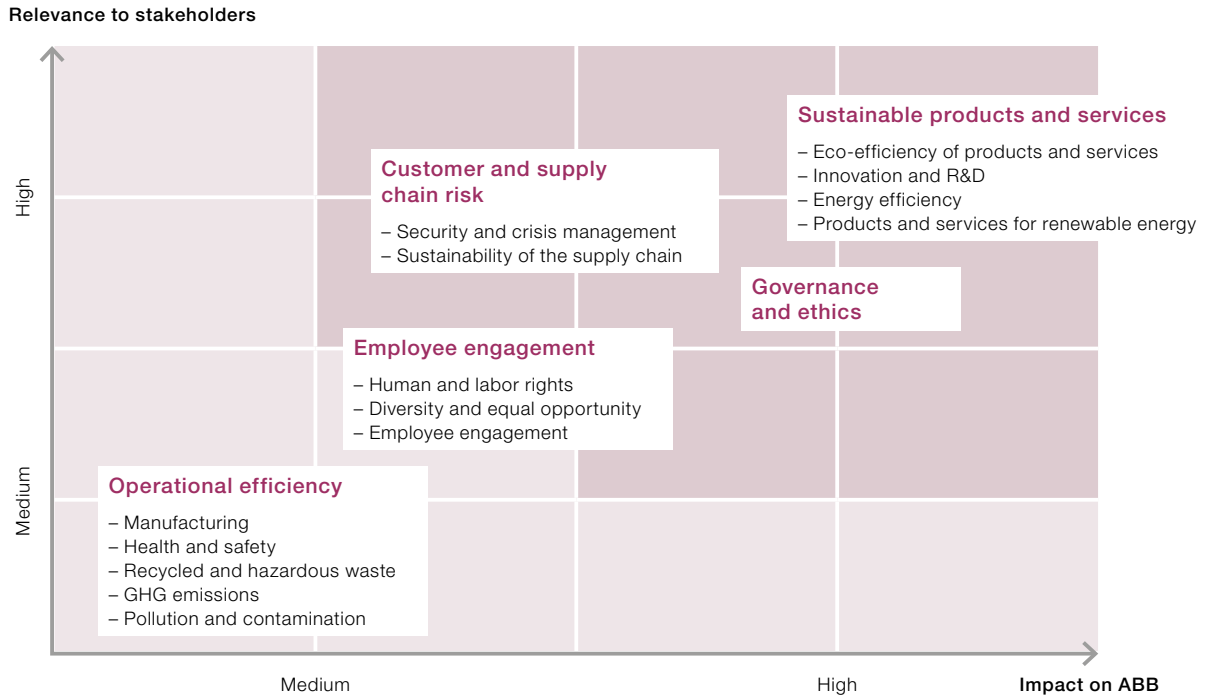 Relevance to stakeholders
High
Medium
Sustainable products and services
– Eco-efficiency of products and services
– Innovation and R&D
– Energy efficiency
– Products and services for renewable energy
Customer and supply
chain risk
– Security and crisis management
– Sustainability of the supply chain
Governance
and ethics
Employee engagement
– Human and labor rights
– Diversity and equal opportunity
– Employee engagement
Operational efficiency
– Manufacturing
– Health and safety
– Recycled and hazardous waste
– GHG emissions
– Pollution and contamination
Medium
High
Impact on ABB